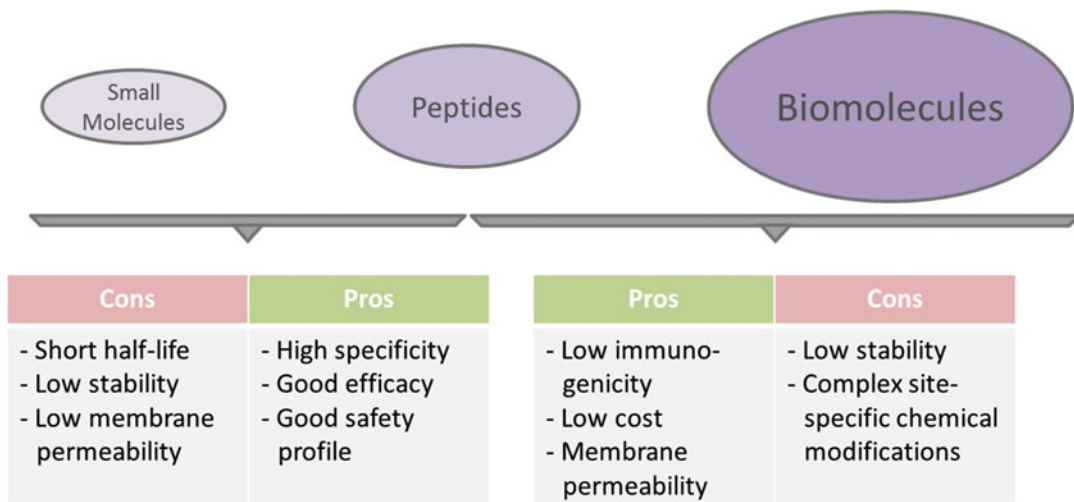 Small
Molecules
Peptides
Biomolecules
Cons
Pros
- Short half-life
- Low stability
- Low membrane
permeability
- High specificity
- Good efficacy
- Good safety
profile
Pros
Cons
- Low immuno-
genicity
- Low cost
- Membrane
permeability
- Low stability
- Complex site-
specific chemical
modifications